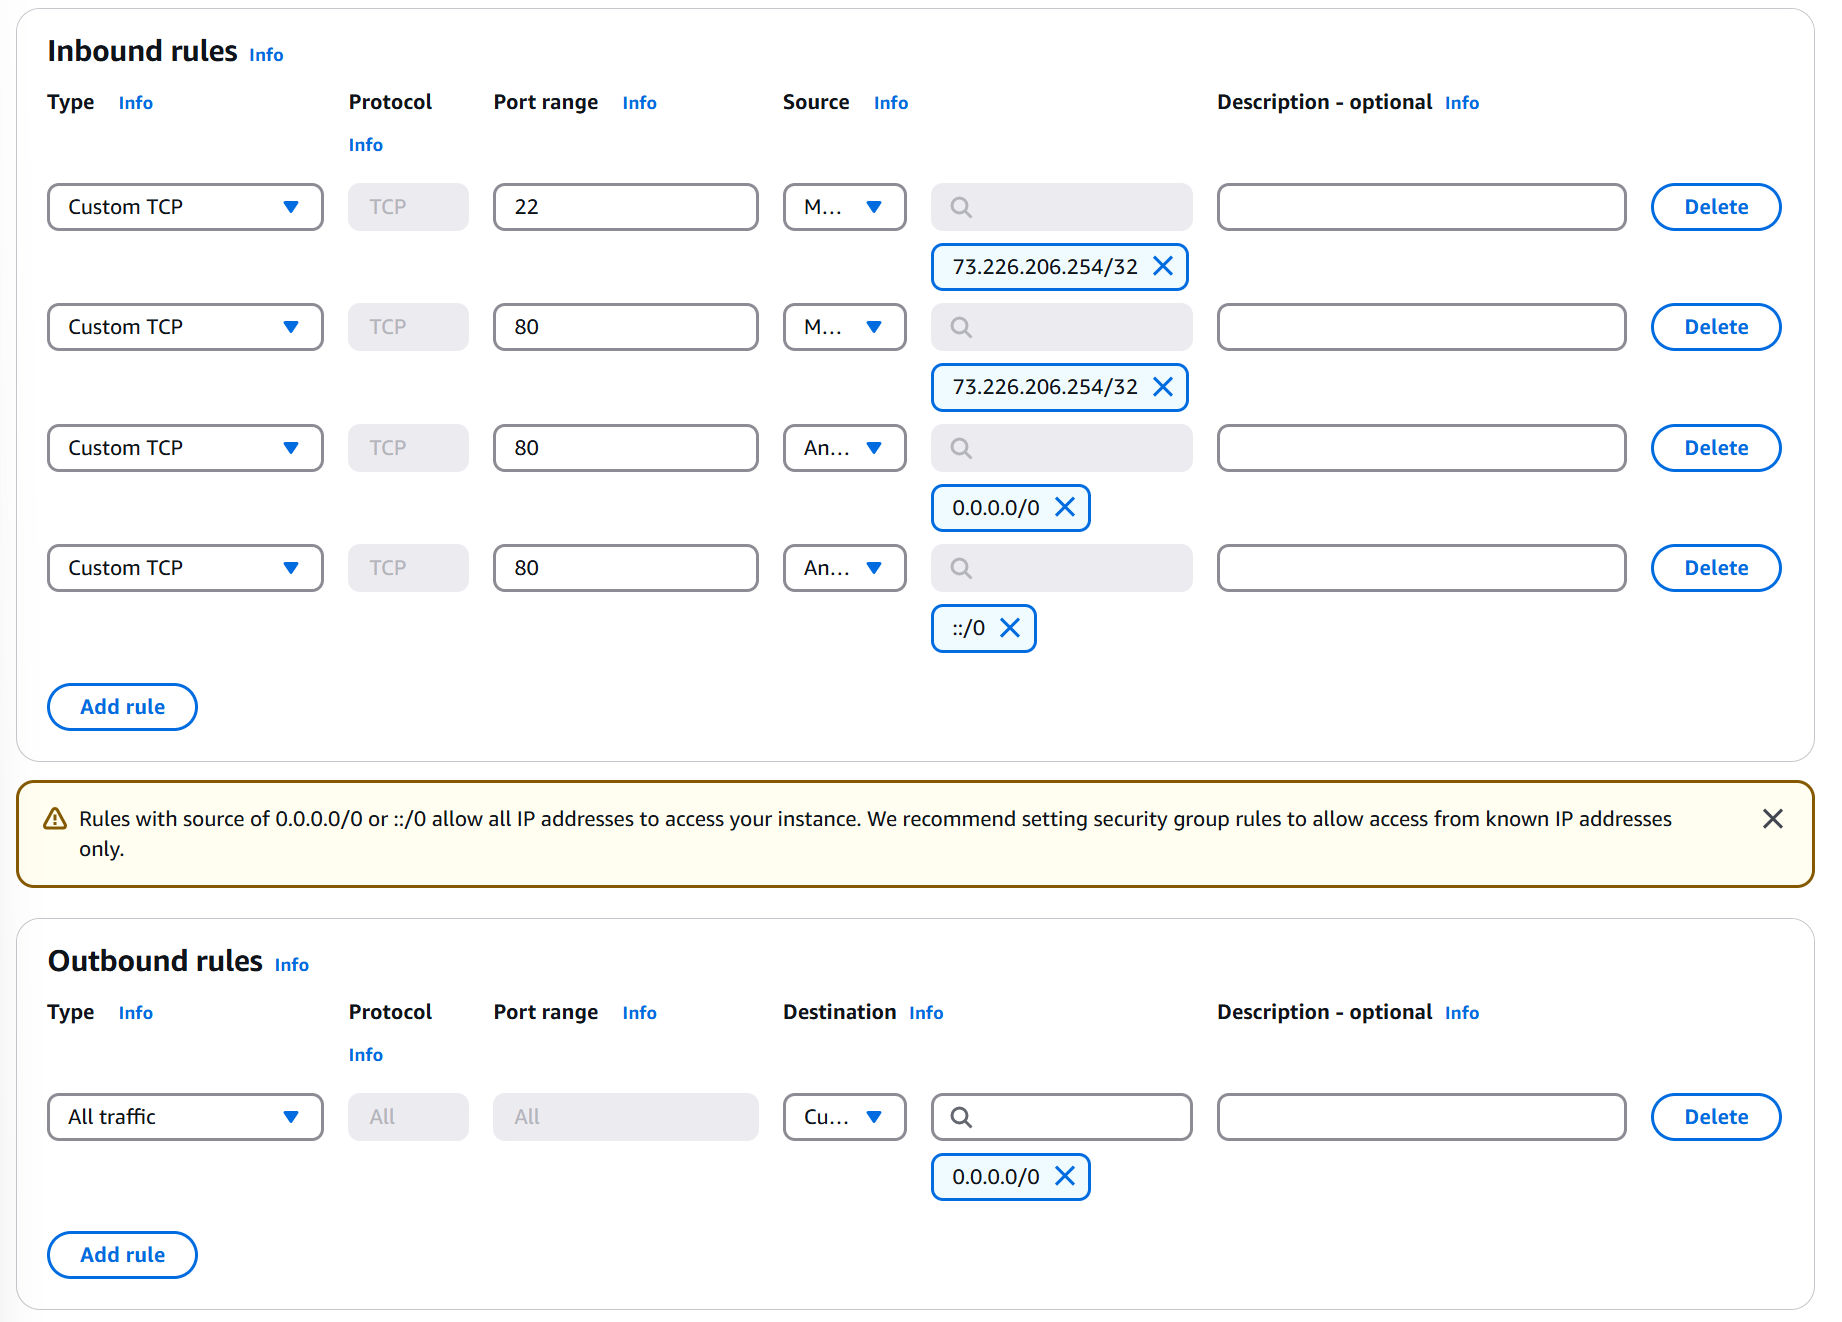 Inbound rules Info
Type Info Protocol Info Port range Info Source Info Description - optional Info
Custom TCP TCP 22 M... Delete
73.226.206.254/32
Custom TCP TCP 80 M... Delete
73.226.206.254/32
Custom TCP TCP 80 An... Delete
0.0.0.0/0
Custom TCP TCP 80 An... Delete
::/0
Add rule
Rules with source of 0.0.0.0/0 or ::/0 allow all IP addresses to access your instance. We recommend setting security group rules to allow access from known IP addresses
only.
Outbound rules Info
Type Info Protocol Info Port range Info Destination Info Description - optional Info
All traffic All All Cu... Delete
0.0.0.0/0
Add rule